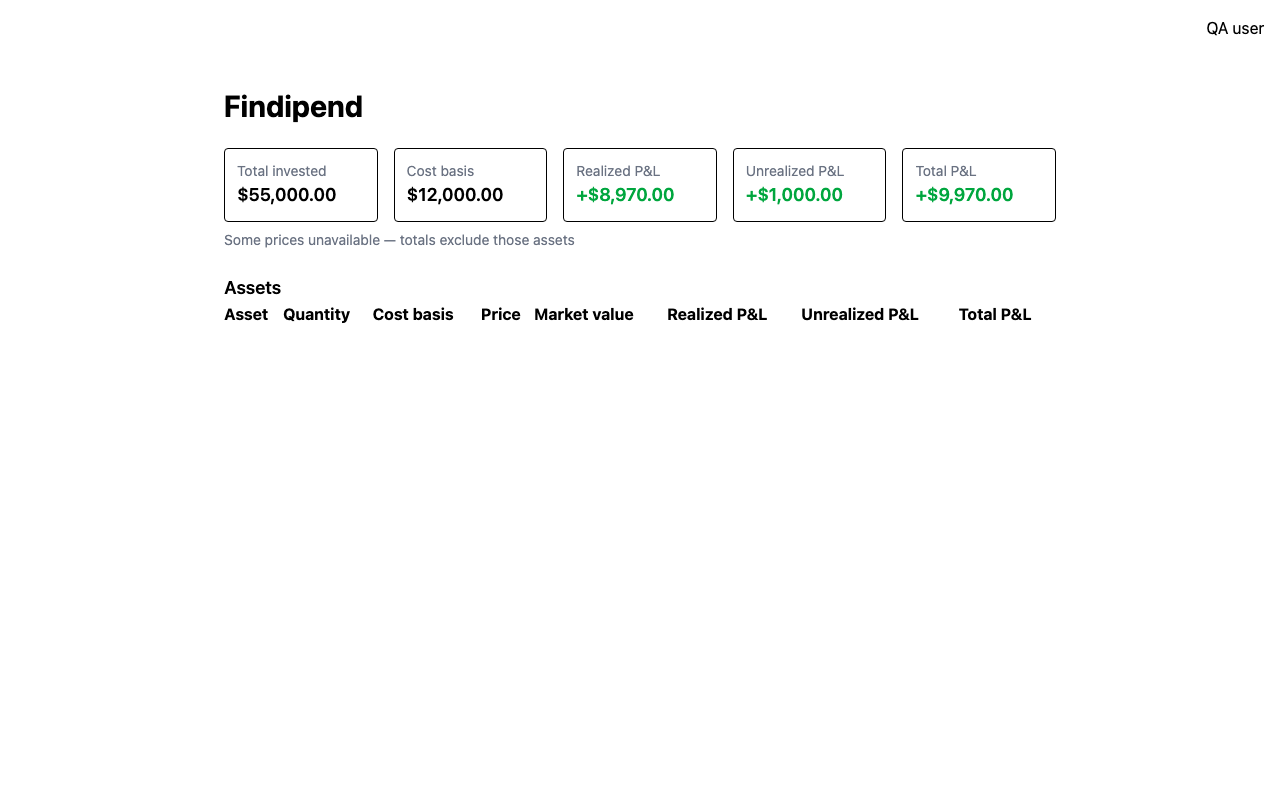 QA user
Findipend
Total invested Cost basis Realized P&L Unrealized P&L Total P&L
$55,000.00 $12,000.00 +$8,970.00 +$1,000.00 +$9,970.00
Some prices unavailable — totals exclude those assets
Assets
Asset Quantity Cost basis Price Market value Realized P&L Unrealized P&L Total P&L